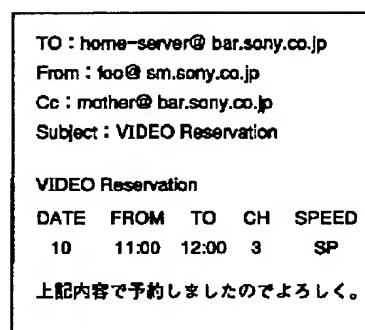 TO : home-server@ bar.sony.co.jp
From : foo@ sm.sony.co.jp
Cc : mother@ bar.sony.co.jp
Subject : VIDEO Reservation
VIDEO Reservation
DATE FROM TO CH SPEED
10 11:00 12:00 3 SP
上記内容で予約しましたのでよろしく。